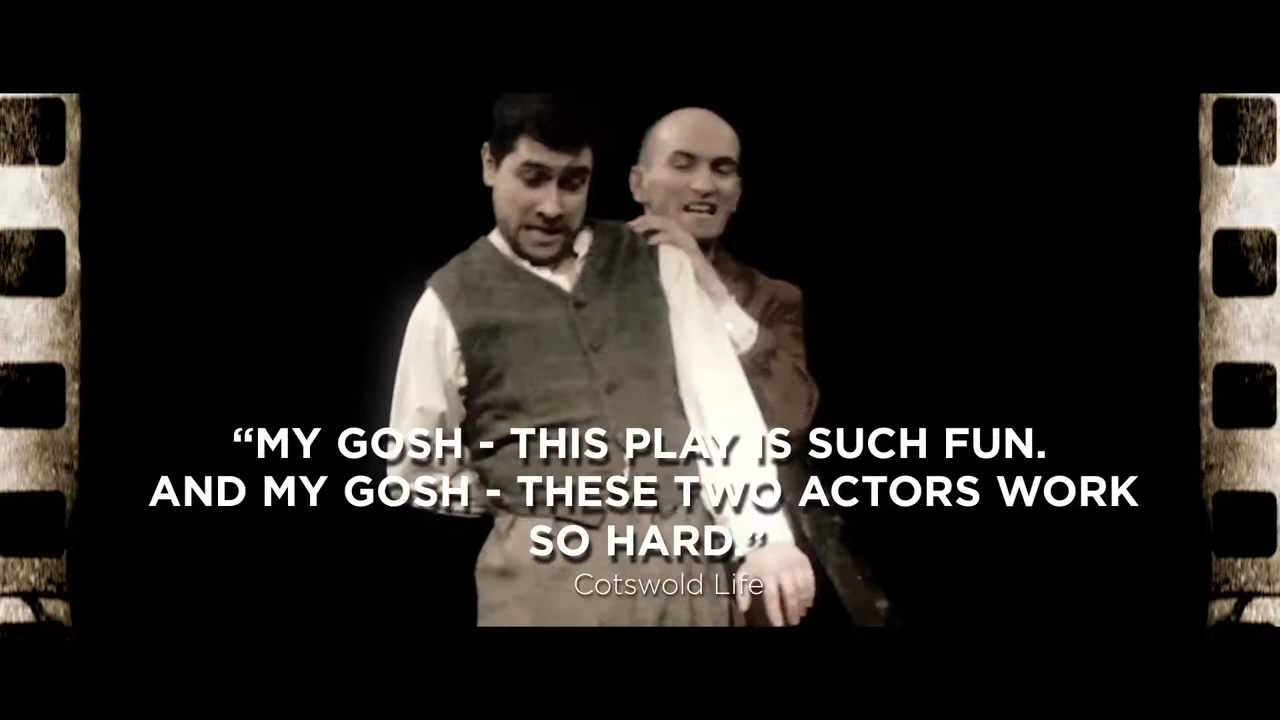 “MY GOSH - THIS PLAY IS SUCH FUN.
AND MY GOSH - THESE TWO ACTORS WORK
SO HARD.“
Cotswold Life